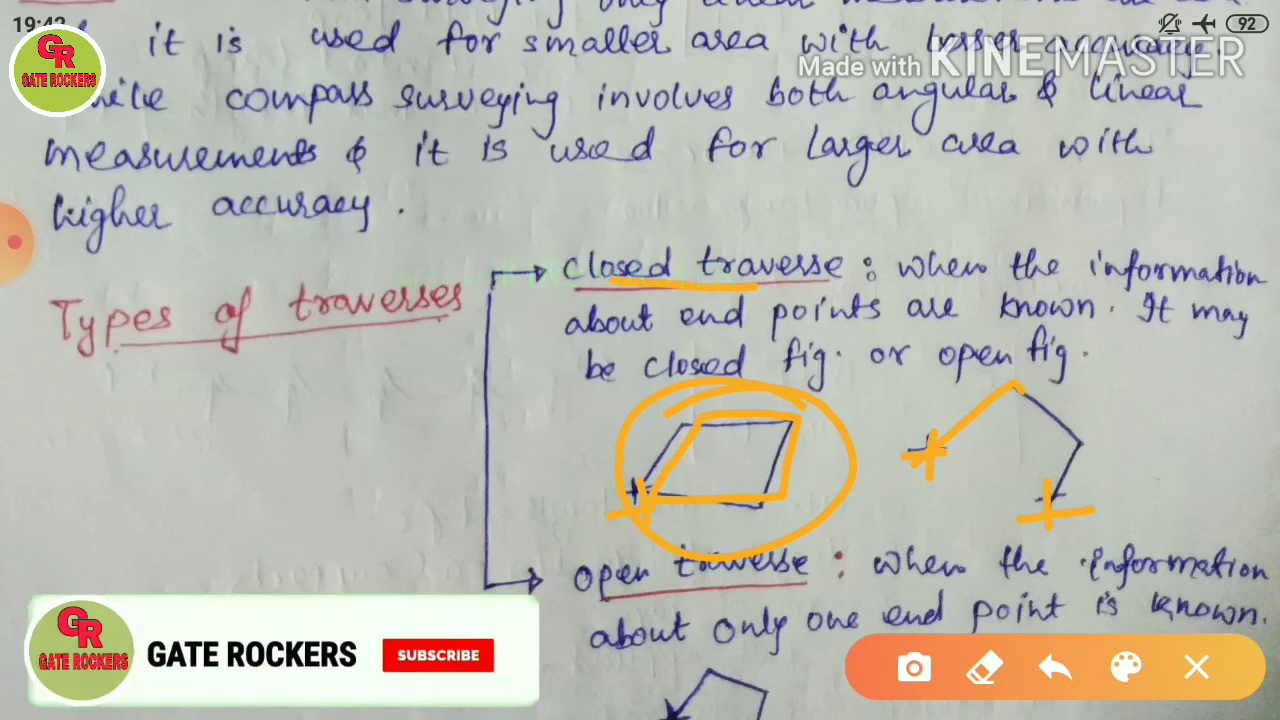 19:42
92
it is used for smaller area with lesser accuracy
Made with KINEMASTER
GR
GATE ROCKERS
compass surveying involves both angular & linear
measurements & it is used for larger area with
higher accuracy.
Types of traverses
closed traverse : when the information
about end points are known. It may
be closed fig. or open fig.
open traverse : when the information
about only one end point is known.
GR
GATE ROCKERS
GATE ROCKERS
SUBSCRIBE